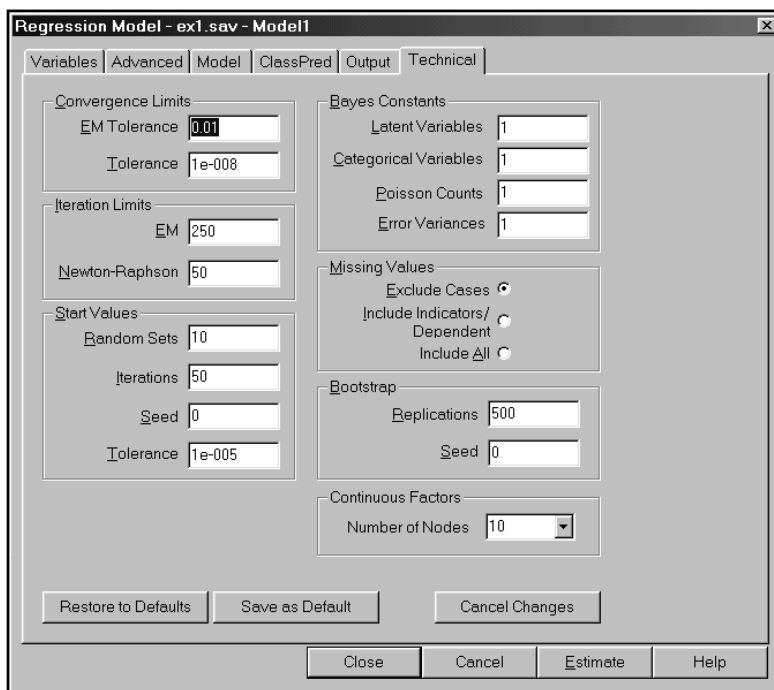 Regression Model - ex1.sav - Model1
Variables Advanced Model ClassPred Output Technical
Convergence Limits
EM Tolerance 0.01
Tolerance 1e-008
Iteration Limits
EM 250
Newton-Raphson 50
Start Values
Random Sets 10
Iterations 50
Seed 0
Tolerance 1e-005
Bayes Constants
Latent Variables 1
Categorical Variables 1
Poisson Counts 1
Error Variances 1
Missing Values
Exclude Cases
Include Indicators/
Dependent
Include All
Bootstrap
Replications 500
Seed 0
Continuous Factors
Number of Nodes 10
Restore to Defaults Save as Default Cancel Changes
Close Cancel Estimate Help